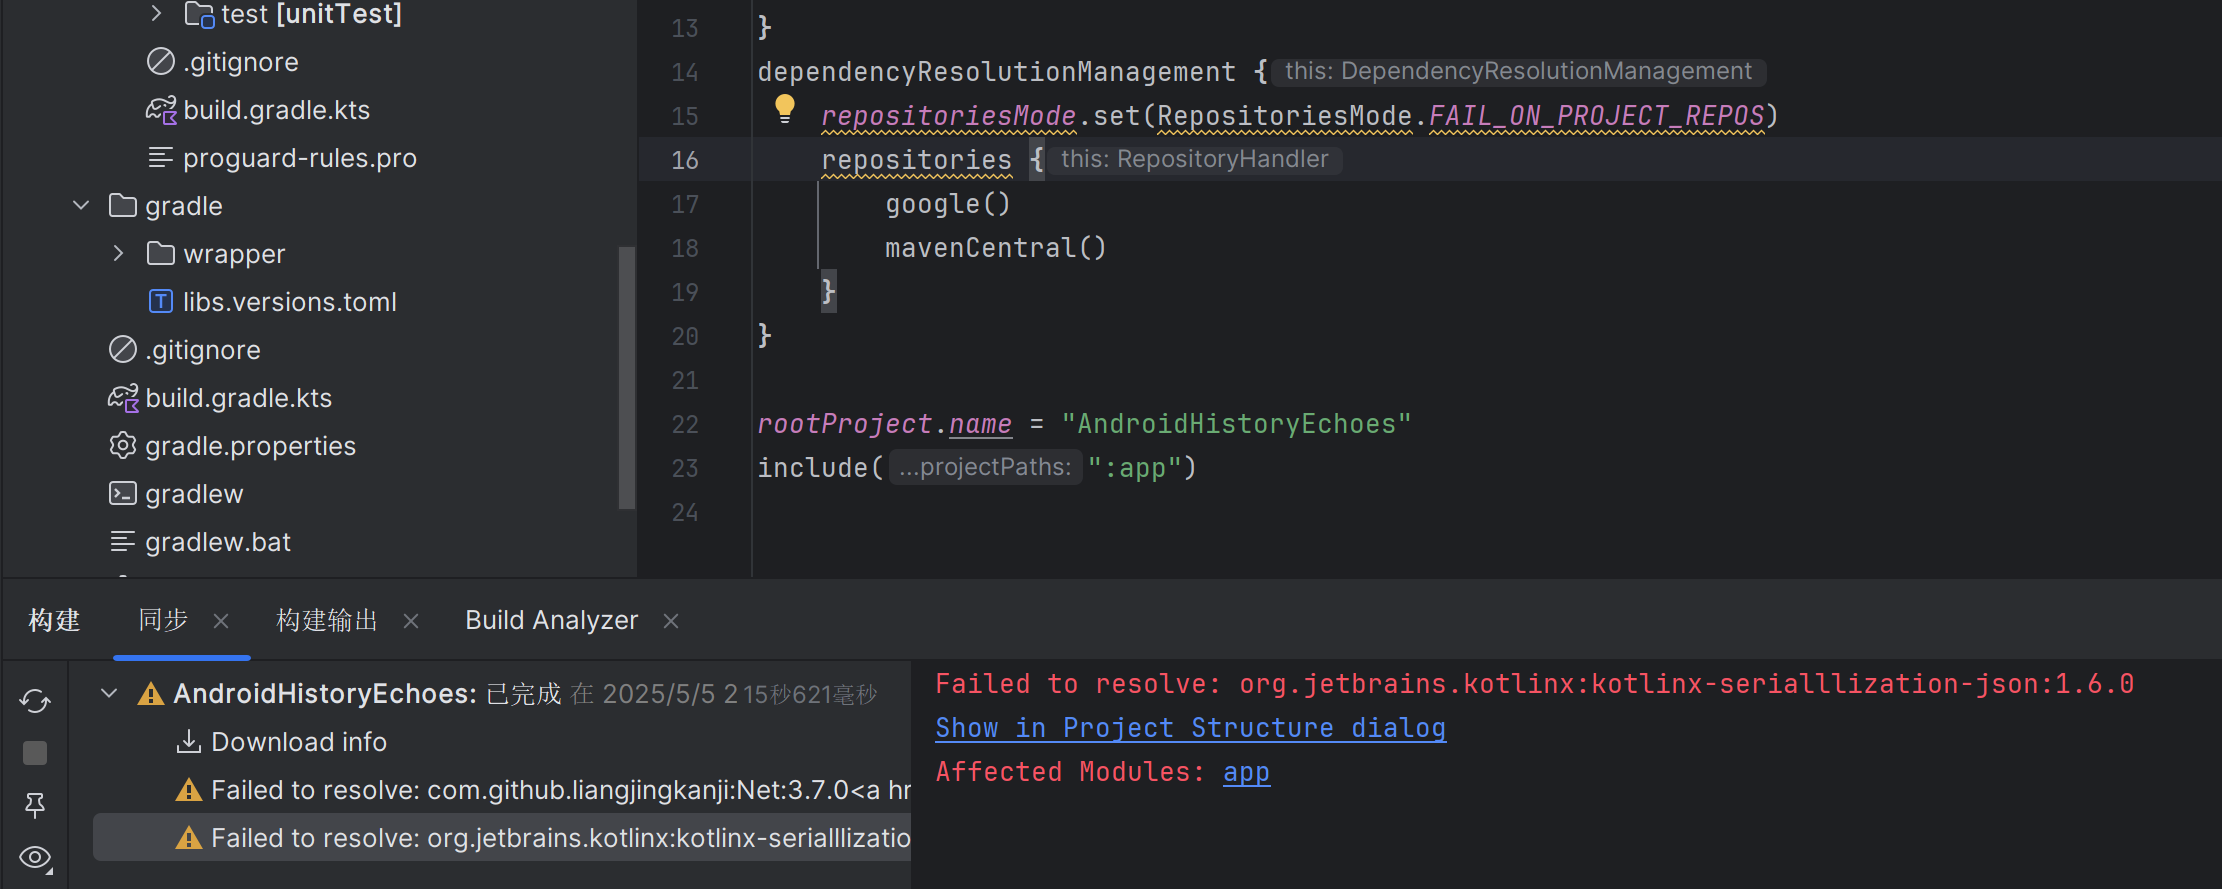 test [unitTest]
.gitignore
build.gradle.kts
proguard-rules.pro
gradle
wrapper
libs.versions.toml
.gitignore
build.gradle.kts
gradle.properties
gradlew
gradlew.bat
13 }
14 dependencyResolutionManagement { this: DependencyResolutionManagement
15 repositoriesMode.set(RepositoriesMode.FAIL_ON_PROJECT_REPOS)
16 repositories { this: RepositoryHandler
17 google()
18 mavenCentral()
19 }
20 }
21
22 rootProject.name = "AndroidHistoryEchoes"
23 include( ...projectPaths: ":app")
24
构建 同步 构建输出 Build Analyzer
AndroidHistoryEchoes: 已完成 在 2025/5/5 2 15秒621毫秒
Download info
Failed to resolve: com.github.liangjingkanji:Net:3.7.0<a hr
Failed to resolve: org.jetbrains.kotlinx:kotlinx-serialllizatio
Failed to resolve: org.jetbrains.kotlinx:kotlinx-serialllization-json:1.6.0
Show in Project Structure dialog
Affected Modules: app